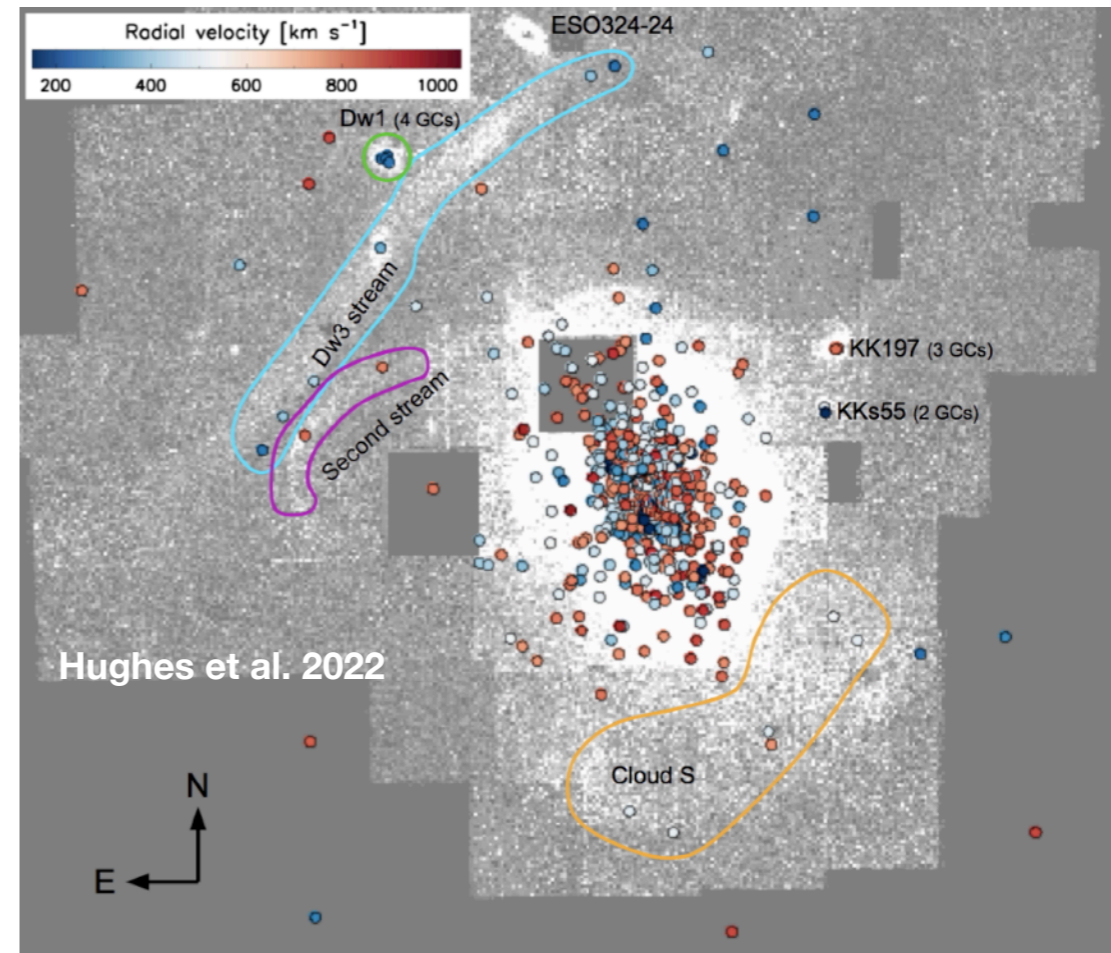 ESO324-24
Radial velocity [km s⁻¹]
200 400 600 800 1000
Dw1 (4 GCs)
Dw3 stream
KK197 (3 GCs)
Second stream
KKs55 (2 GCs)
Hughes et al. 2022
Cloud S
N
E